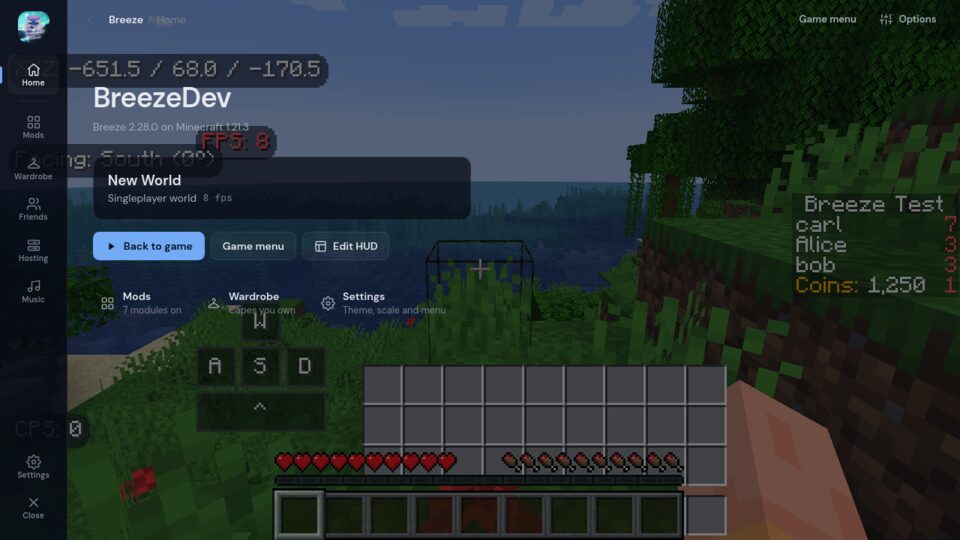 Breeze / Home
Game menu
Options
XYZ: -651.5 / 68.0 / -170.5
Home
BreezeDev
Breeze 2.28.0 on Minecraft 1.21.3
FPS: 8
Mods
Facing: South (0°)
Wardrobe
New World
Singleplayer world 8 fps
Friends
Breeze Test
carl 7
Alice 3
bob 3
Coins: 1,250 1
Hosting
Back to game
Game menu
Edit HUD
Music
Mods
7 modules on
Wardrobe
Capes you own
Settings
Theme, scale and menu
W
A S D
^
CPS: 0
Settings
Close